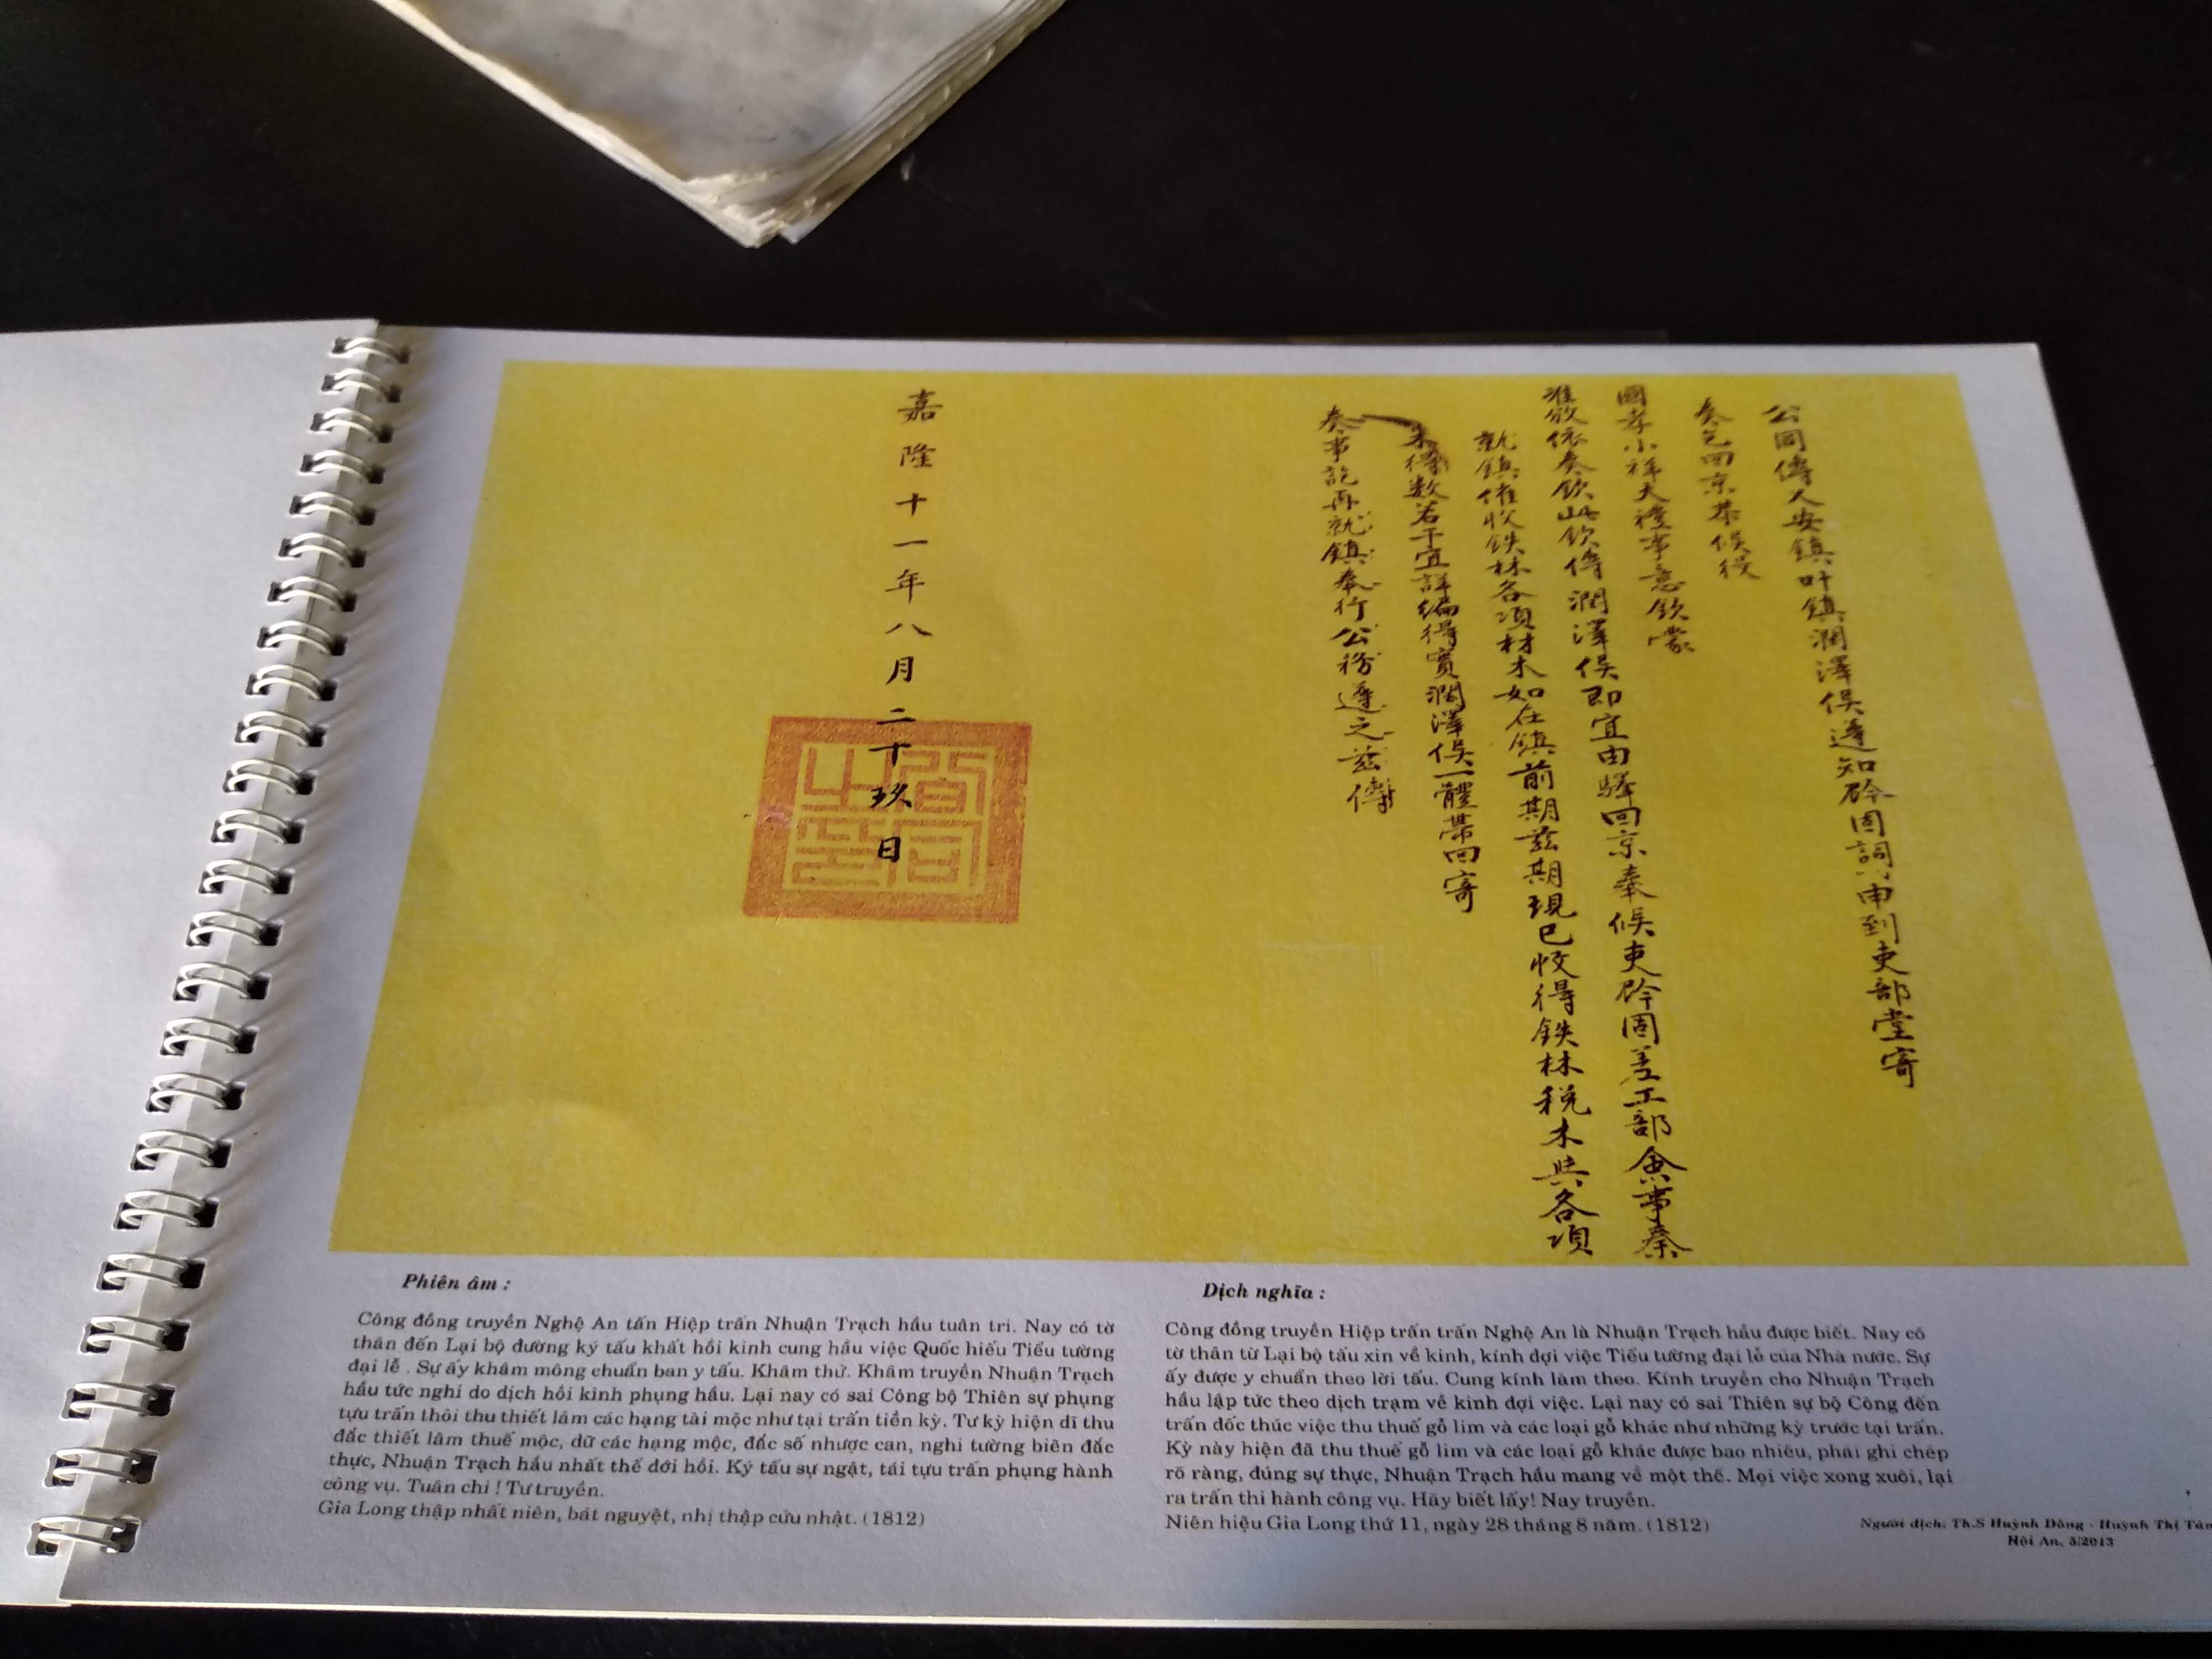 公同傳乂安鎮叶鎮潤澤侯遵知矜固詞申到吏部堂寄
奏乞回京恭候役
國孝小祥大禮事意欽蒙
准放依奏欽此欽傳潤澤侯即宜由驛回京奉候吏矜固差工部僉事秦
就鎮催收鉄林各項材木如在鎮前期茲期現已收得鉄林稅木與各項
木得數若干宜詳編得實潤澤侯一體帶回寄
奏事訖再就鎮奉行公務遵之茲傳
嘉隆十一年八月二十玖日
Phiên âm :
Công đồng truyền Nghệ An tấn Hiệp trấn Nhuận Trạch hầu tuân tri. Nay có tờ
thân đến Lại bộ đường ký tấu khất hồi kinh cung hầu việc Quốc hiếu Tiểu tường
đại lễ . Sự ấy khâm mông chuẩn ban y tấu. Khâm thử. Khâm truyền Nhuận Trạch
hầu tức nghi do dịch hồi kinh phụng hầu. Lại nay có sai Công bộ Thiên sự phụng
tựu trấn thôi thu thiết lâm các hạng tài mộc như tại trấn tiền kỳ. Tư kỳ hiện dĩ thu
đắc thiết lâm thuế mộc, dữ các hạng mộc, đắc số nhược can, nghi tường biên đắc
thực, Nhuận Trạch hầu nhất thể đới hồi. Ký tấu sự ngật, tái tựu trấn phụng hành
công vụ. Tuân chi ! Tư truyền.
Gia Long thập nhất niên, bát nguyệt, nhị thập cửu nhật. (1812)
Dịch nghĩa :
Công đồng truyền Hiệp trấn trấn Nghệ An là Nhuận Trạch hầu được biết. Nay có
tờ thân từ Lại bộ tấu xin về kinh, kính đợi việc Tiểu tường đại lễ của Nhà nước. Sự
ấy được y chuẩn theo lời tấu. Cung kính làm theo. Kính truyền cho Nhuận Trạch
hầu lập tức theo dịch trạm về kinh đợi việc. Lại nay có sai Thiên sự bộ Công đến
trấn đốc thúc việc thu thuế gỗ lim và các loại gỗ khác như những kỳ trước tại trấn.
Kỳ này hiện đã thu thuế gỗ lim và các loại gỗ khác được bao nhiêu, phải ghi chép
rõ ràng, đúng sự thực, Nhuận Trạch hầu mang về một thể. Mọi việc xong xuôi, lại
ra trấn thi hành công vụ. Hãy biết lấy! Nay truyền.
Niên hiệu Gia Long thứ 11, ngày 28 tháng 8 năm. (1812)
Người dịch: Th.S Huỳnh Đông - Huỳnh Thị
Hội An, 5/2013